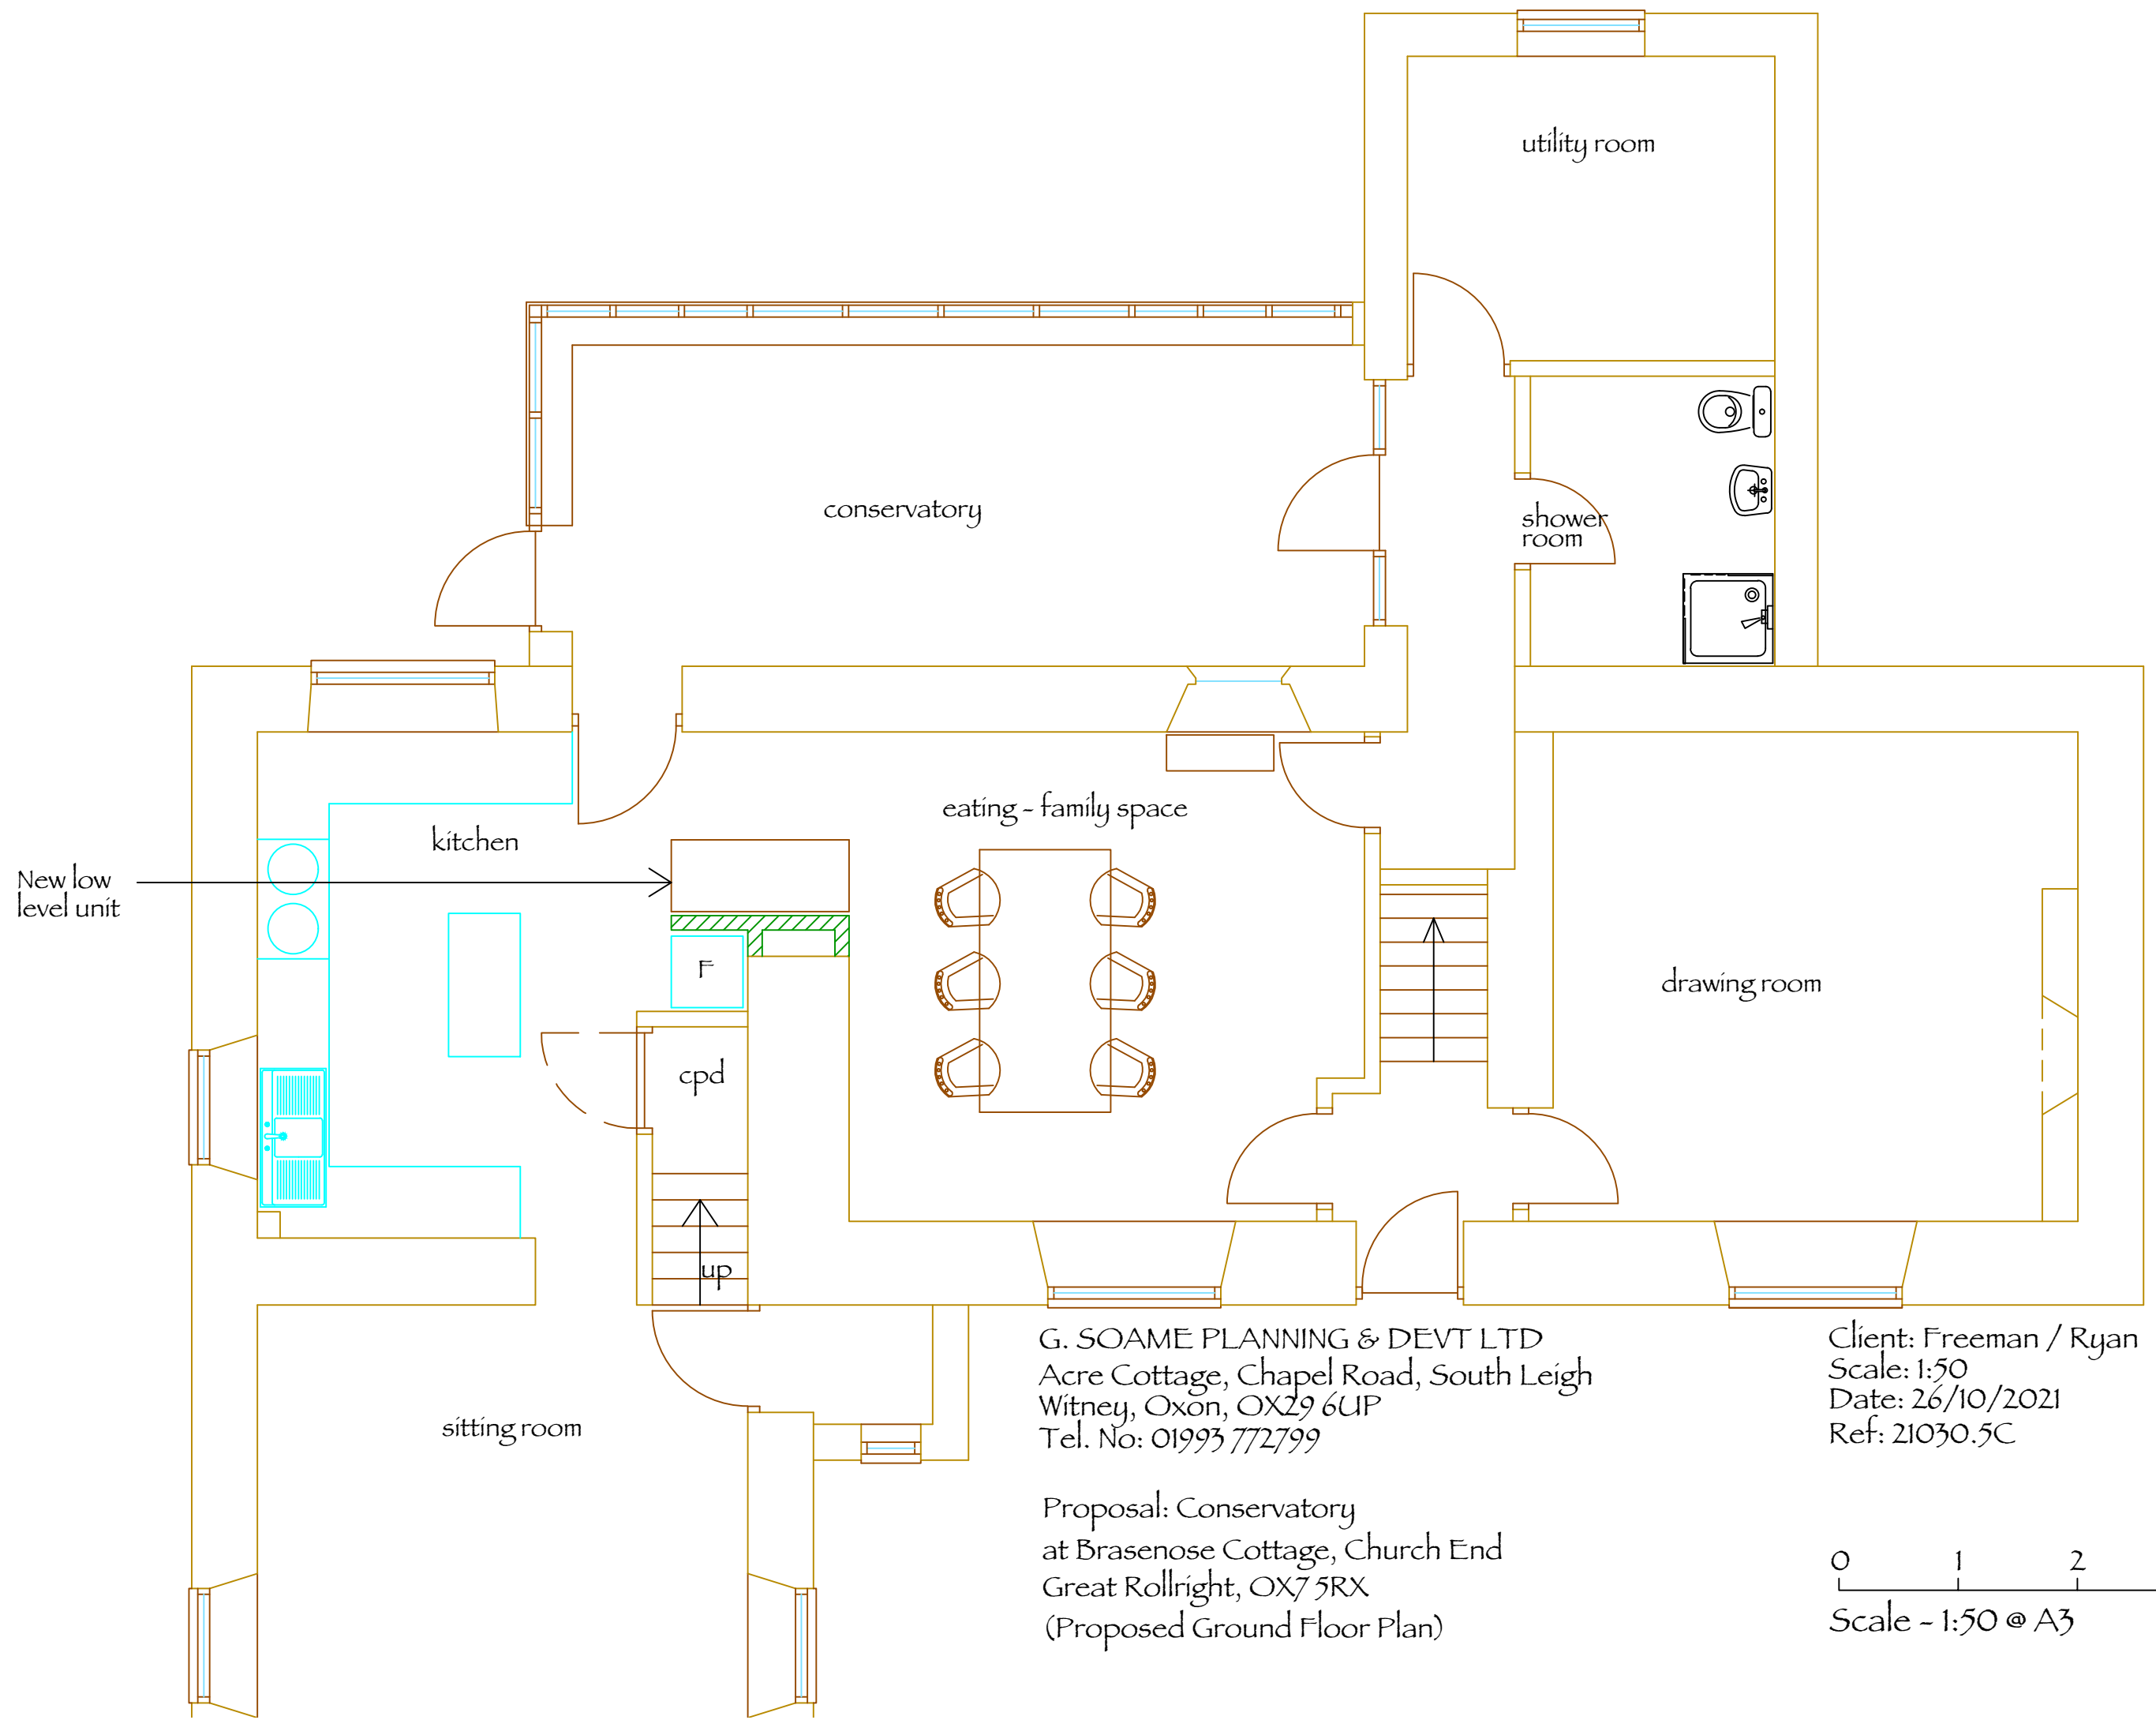 utility room
conservatory
shower
room
eating - family space
kitchen
New low
level unit
F
drawing room
cpd
up
sitting room
G. SOAME PLANNING & DEVT LTD
Acre Cottage, Chapel Road, South Leigh
Witney, Oxon, OX29 6UP
Tel. No: 01993 772799
Client: Freeman / Ryan
Scale: 1:50
Date: 26/10/2021
Ref: 21030.5C
Proposal: Conservatory
at Brasenose Cottage, Church End
Great Rollright, OX7 5RX
(Proposed Ground Floor Plan)
0 1 2
Scale - 1:50 @ A3